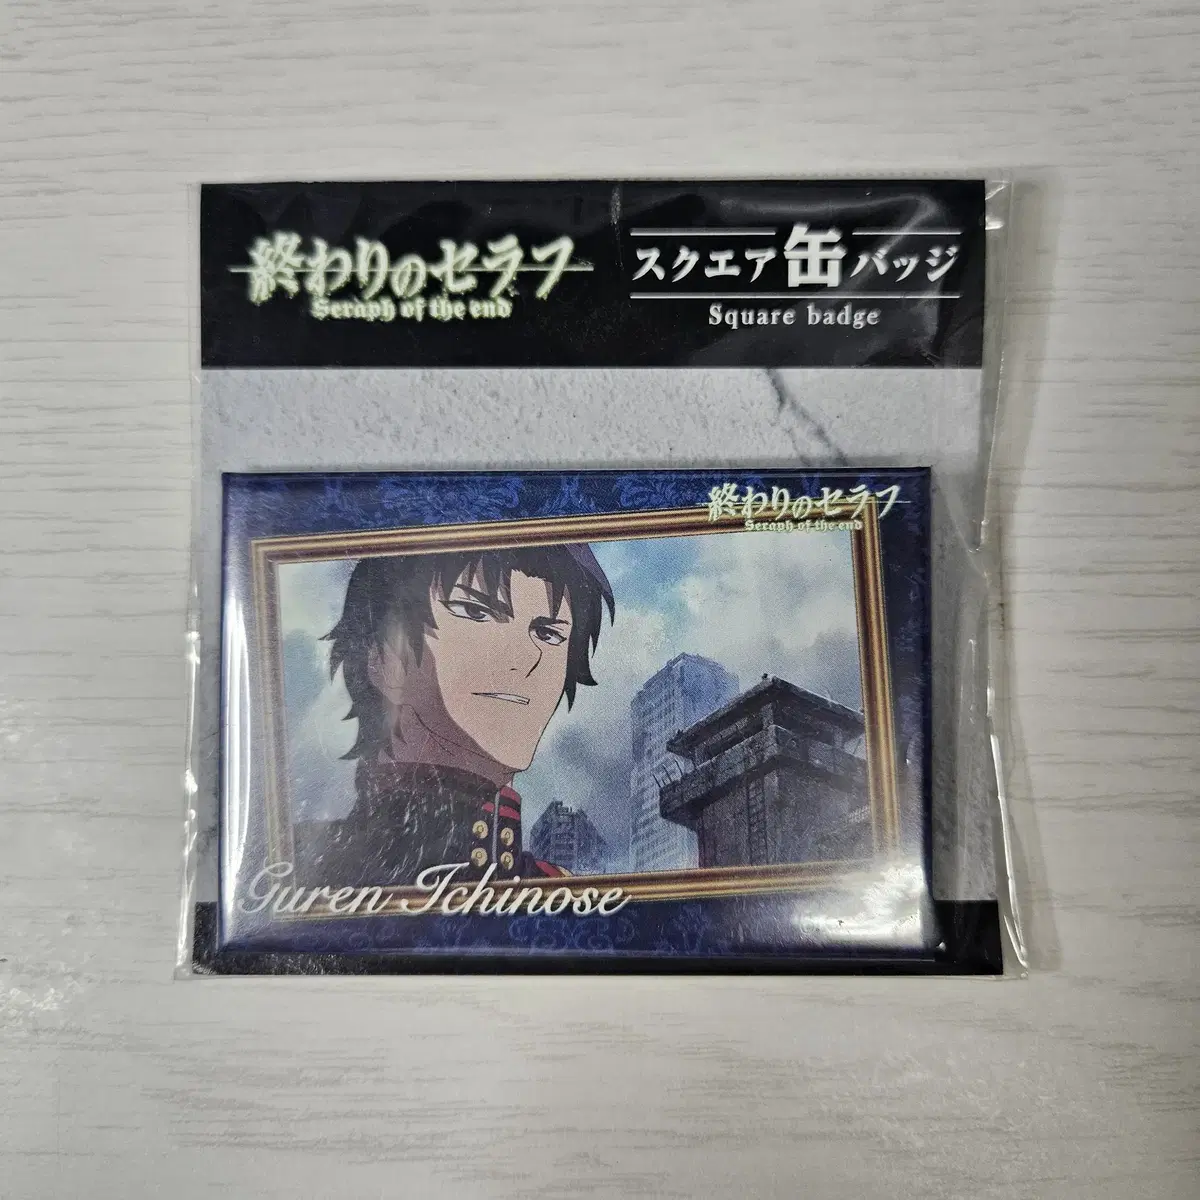 終わりのセラフ
Seraph of the end
スクエア缶バッジ
Square badge
終わりのセラフ
Seraph of the end
Guren Ichinose